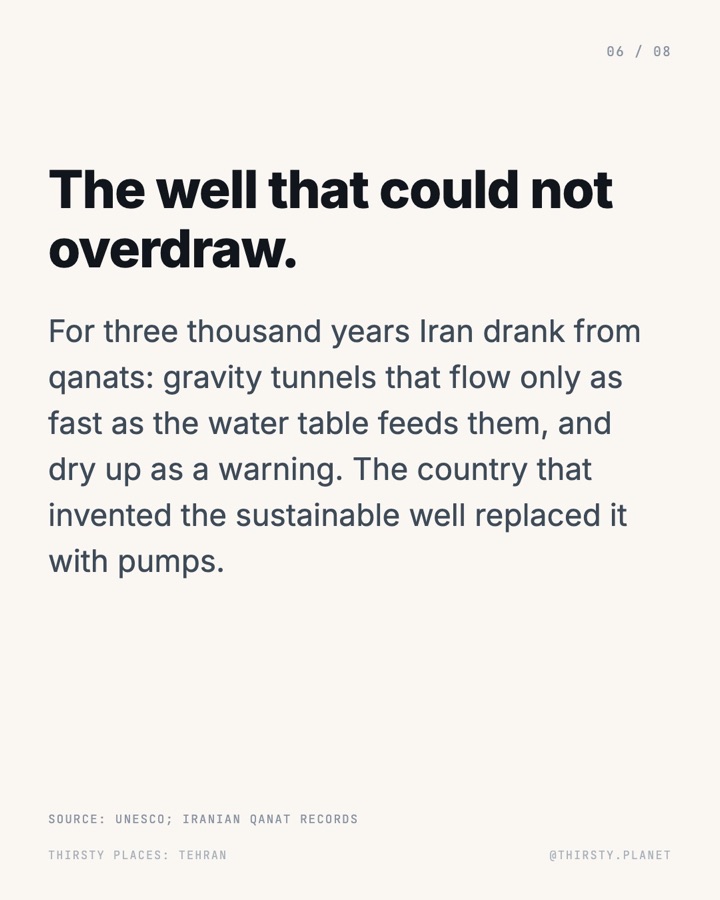 06 / 08
The well that could not
overdraw.
For three thousand years Iran drank from
qanats: gravity tunnels that flow only as
fast as the water table feeds them, and
dry up as a warning. The country that
invented the sustainable well replaced it
with pumps.
SOURCE: UNESCO; IRANIAN QANAT RECORDS
THIRSTY PLACES: TEHRAN
@THIRSTY.PLANET